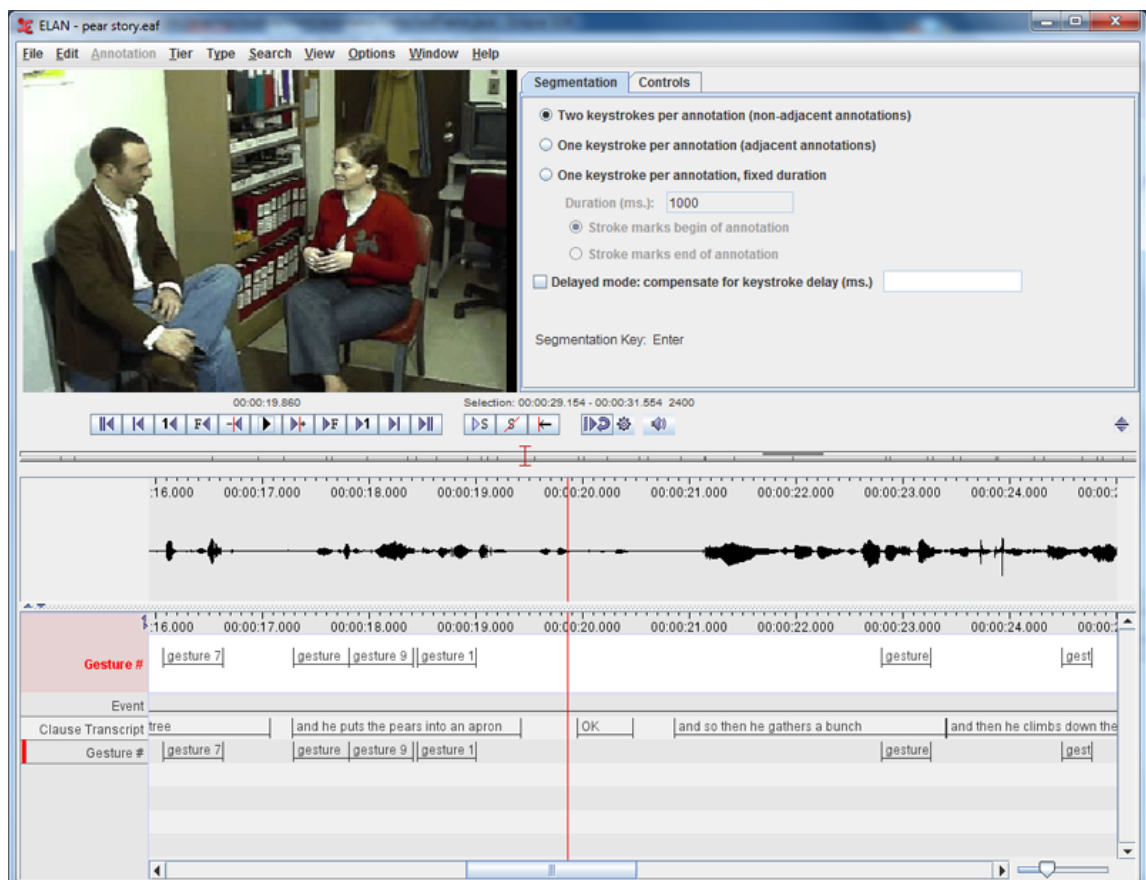 ELAN - pear story.eaf
File Edit Annotation Tier Type Search View Options Window Help
Segmentation Controls
Two keystrokes per annotation (non-adjacent annotations)
One keystroke per annotation (adjacent annotations)
One keystroke per annotation, fixed duration
Duration (ms.): 1000
Stroke marks begin of annotation
Stroke marks end of annotation
Delayed mode: compensate for keystroke delay (ms.)
Segmentation Key: Enter
00:00:19.860 Selection: 00:00:29.154 - 00:00:31.554 2400
1 F F 1 S S
:16.000 00:00:17.000 00:00:18.000 00:00:19.000 00:00:20.000 00:00:21.000 00:00:22.000 00:00:23.000 00:00:24.000 00:00:
:16.000 00:00:17.000 00:00:18.000 00:00:19.000 00:00:20.000 00:00:21.000 00:00:22.000 00:00:23.000 00:00:24.000 00:00:
Gesture # gesture 7 gesture gesture 9 gesture 1 gesture gest
Event
Clause Transcript tree and he puts the pears into an apron OK and so then he gathers a bunch and then he climbs down the
Gesture # gesture 7 gesture gesture 9 gesture 1 gesture gest